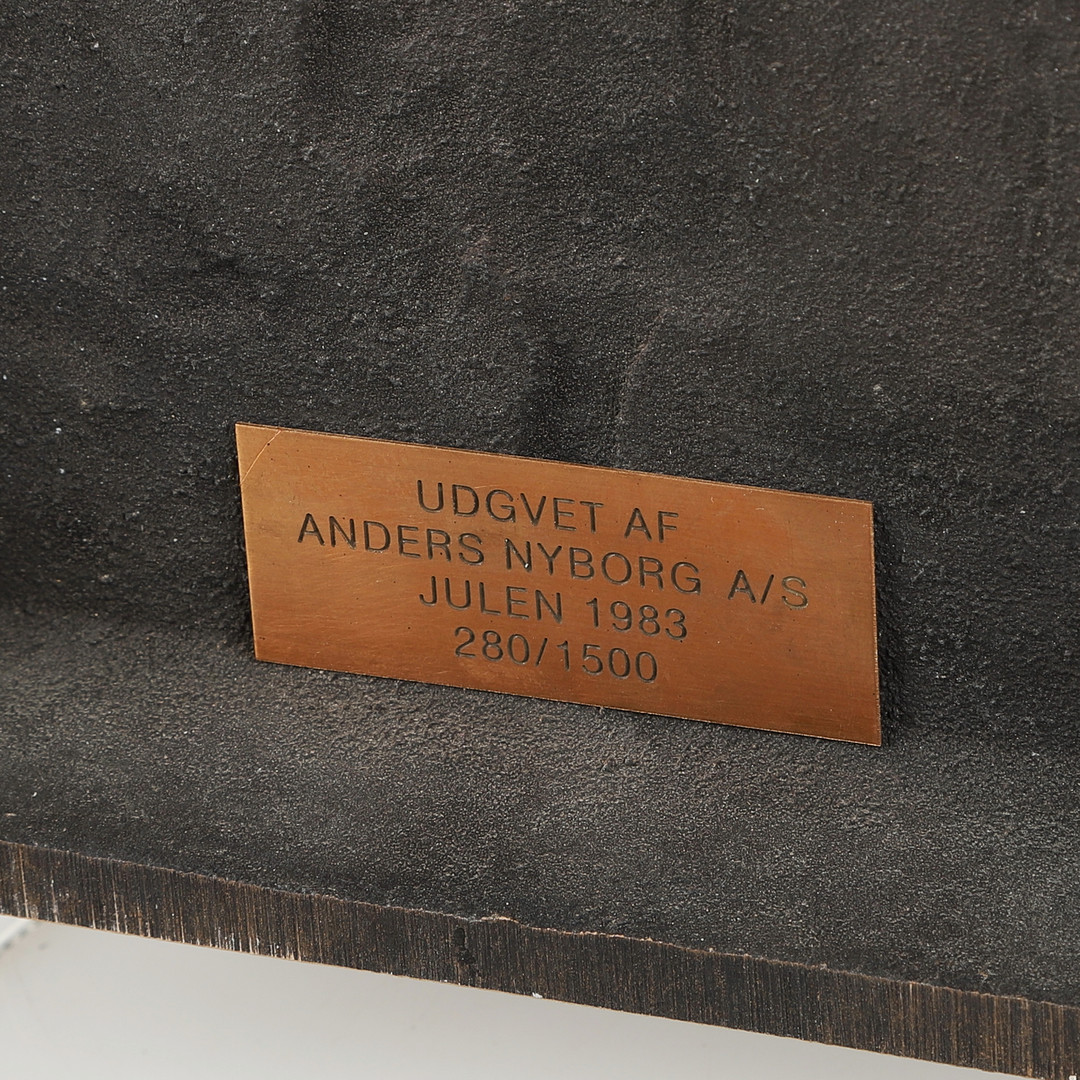 UDGVET AF
ANDERS NYBORG A/S
JULEN 1983
280/1500